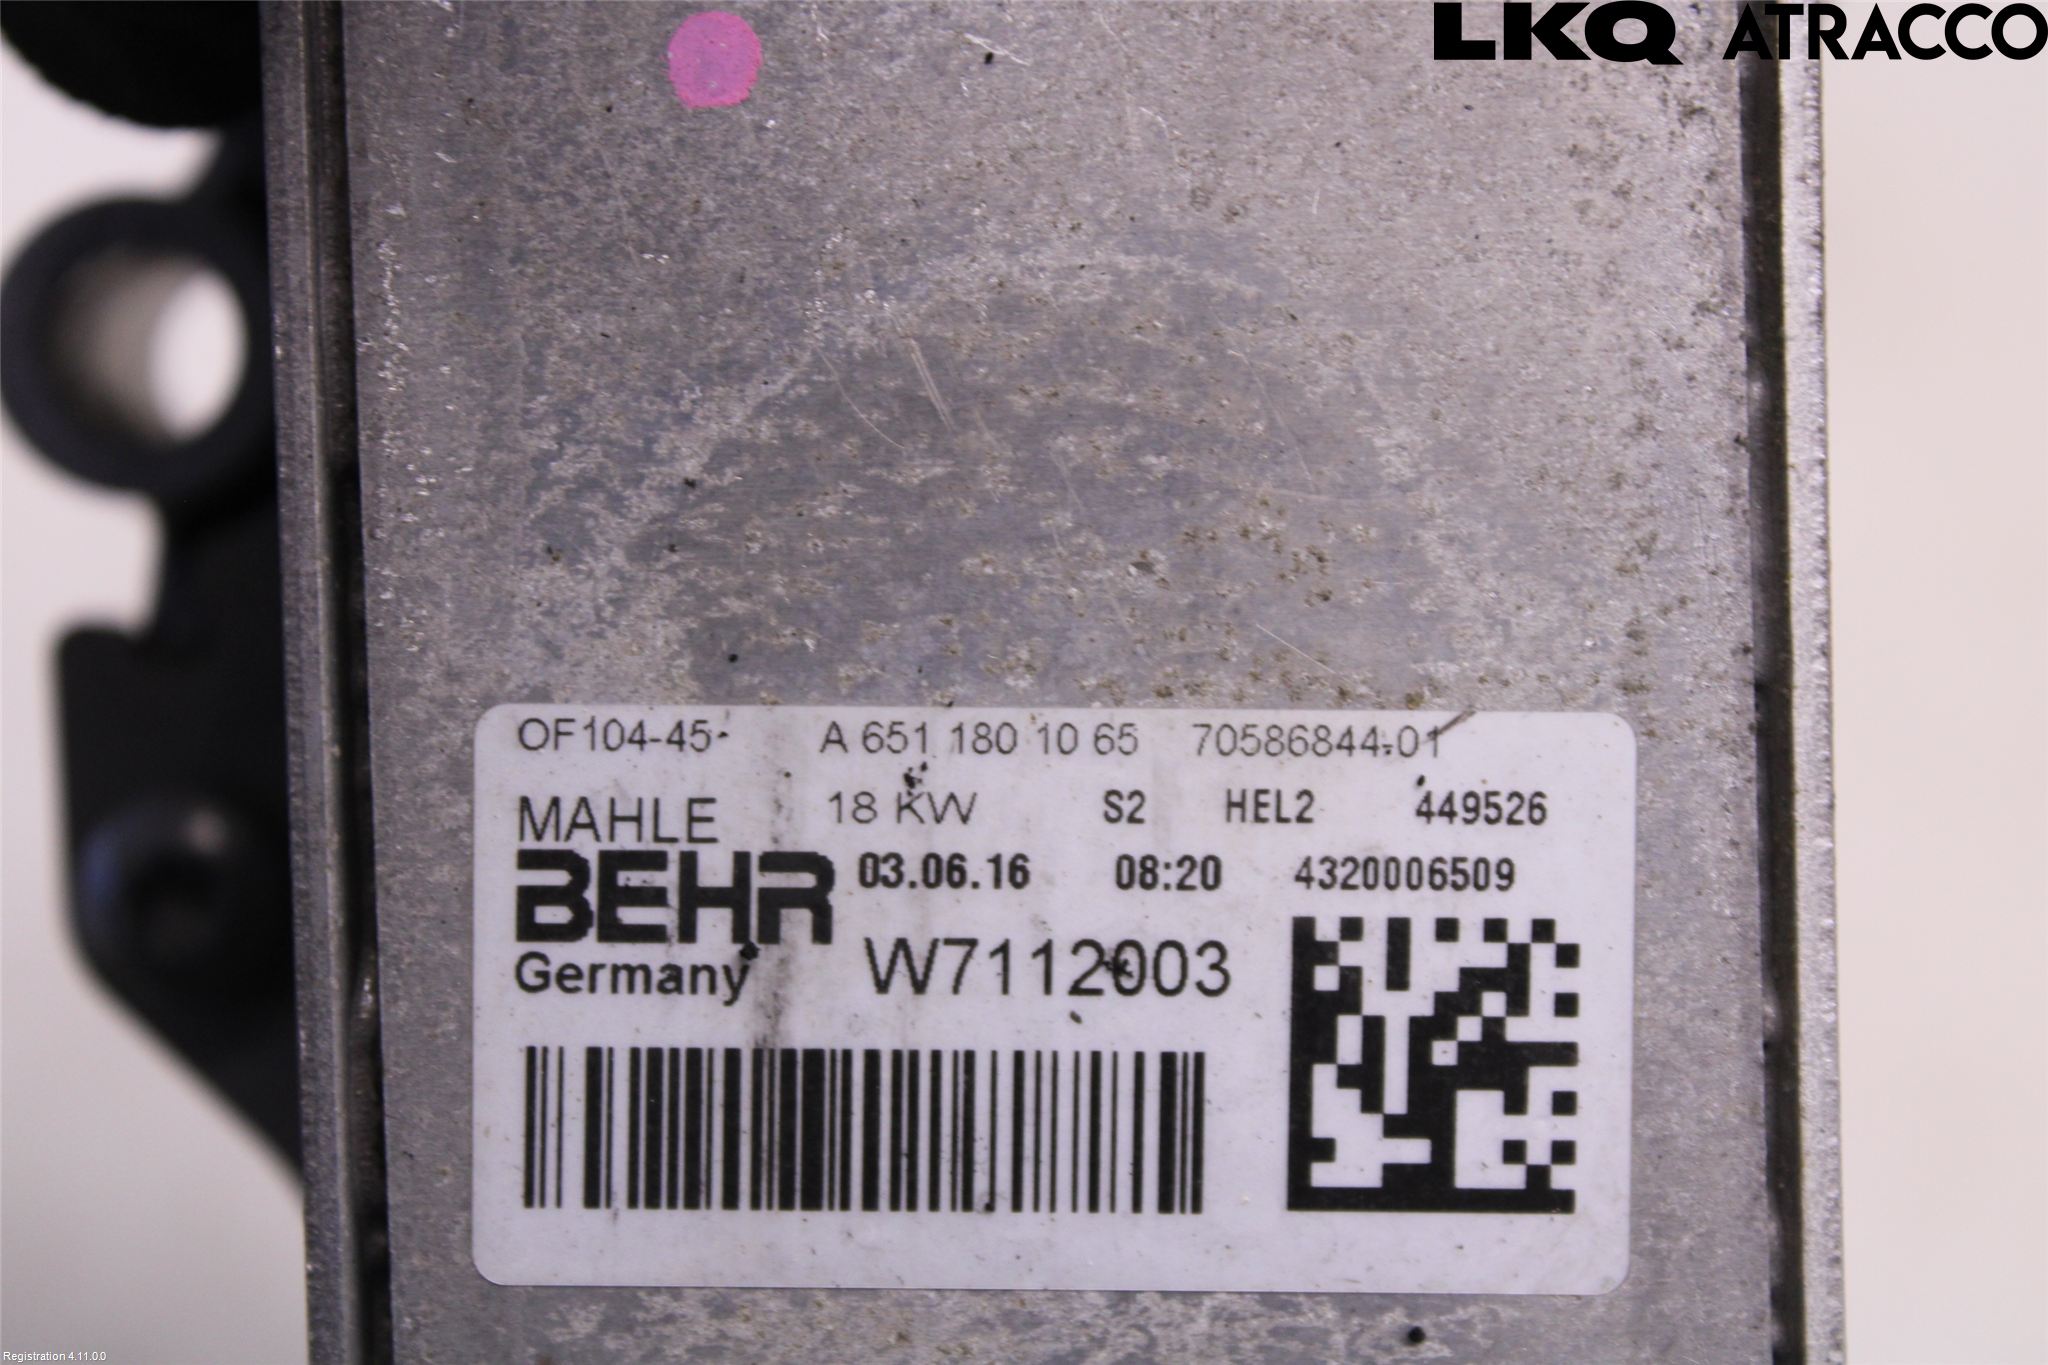 LKQ ATRACCO
OF104-45 A 651 180 10 65 70586844-01
MAHLE 18 KW S2 HEL2 449526
BEHR 03.06.16 08:20 4320006509
Germany W7112003
Registration 4.11.0.0